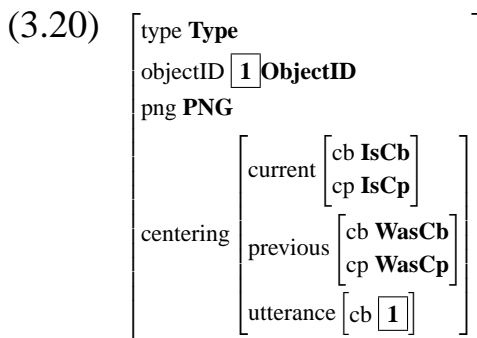 (3.20)
type Type
objectID 1 ObjectID
png PNG
centering
current
cb IsCb
cp IsCp
previous
cb WasCb
cp WasCp
utterance
cb 1